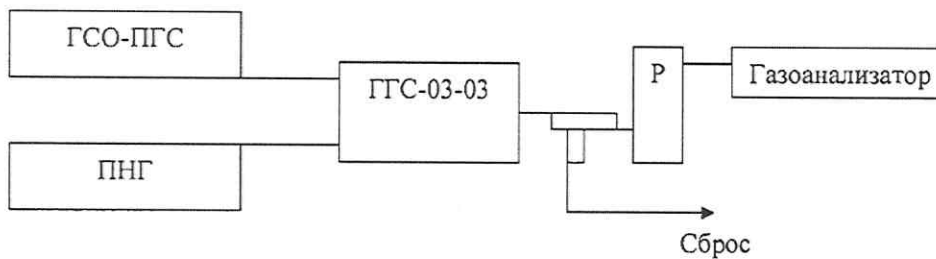 ГСО-ПГС
ГГС-03-03
Р
Газоанализатор
ПНГ
Сброс